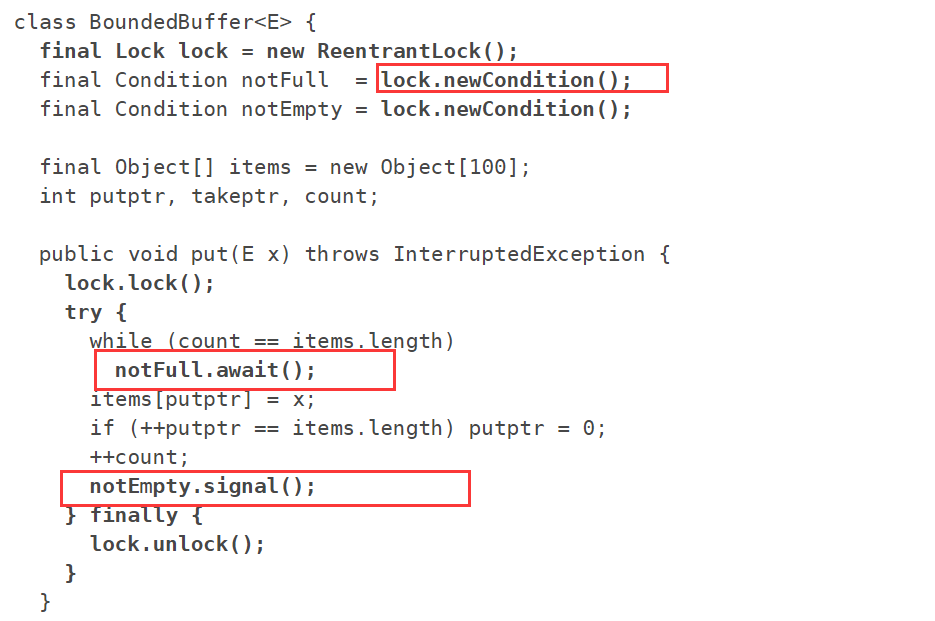 class BoundedBuffer<E> {
  final Lock lock = new ReentrantLock();
  final Condition notFull  = lock.newCondition();
  final Condition notEmpty = lock.newCondition();

  final Object[] items = new Object[100];
  int putptr, takeptr, count;

  public void put(E x) throws InterruptedException {
    lock.lock();
    try {
      while (count == items.length)
        notFull.await();
      items[putptr] = x;
      if (++putptr == items.length) putptr = 0;
      ++count;
      notEmpty.signal();
    } finally {
      lock.unlock();
    }
  }